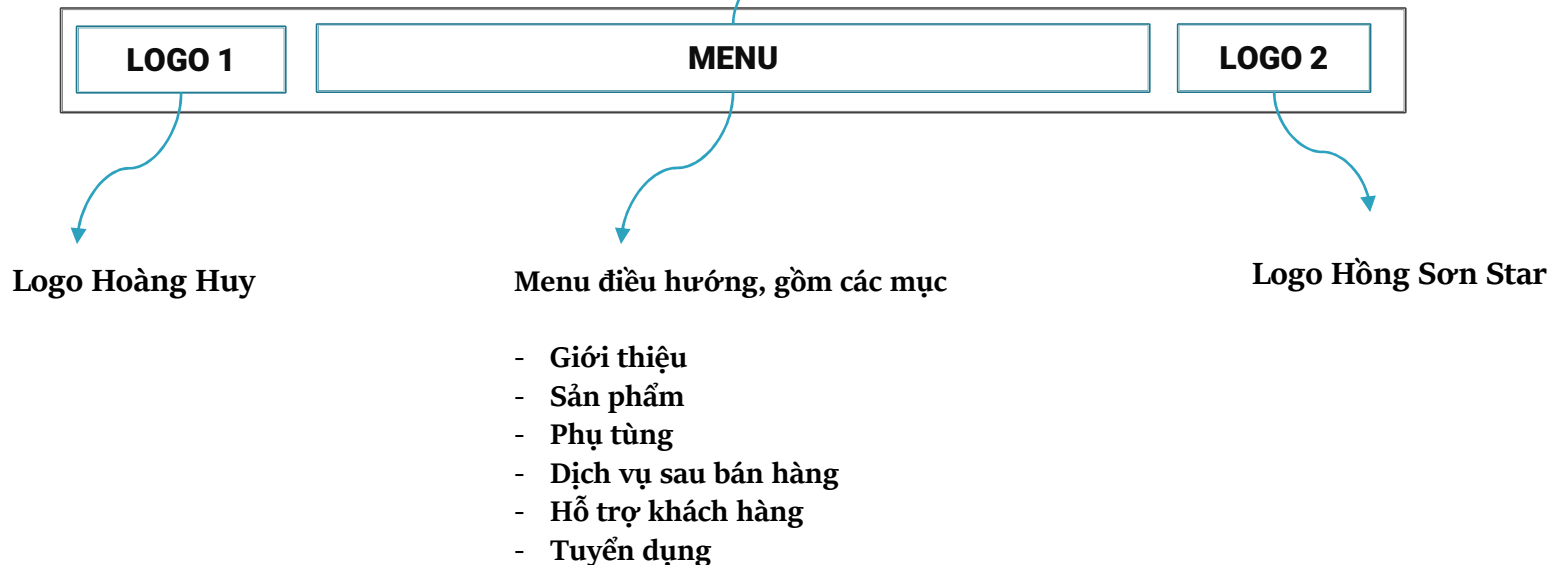 LOGO 1
MENU
LOGO 2
Logo Hoàng Huy
Menu điều hướng, gồm các mục
Logo Hồng Sơn Star
- Giới thiệu
- Sản phẩm
- Phụ tùng
- Dịch vụ sau bán hàng
- Hỗ trợ khách hàng
- Tuyển dụng